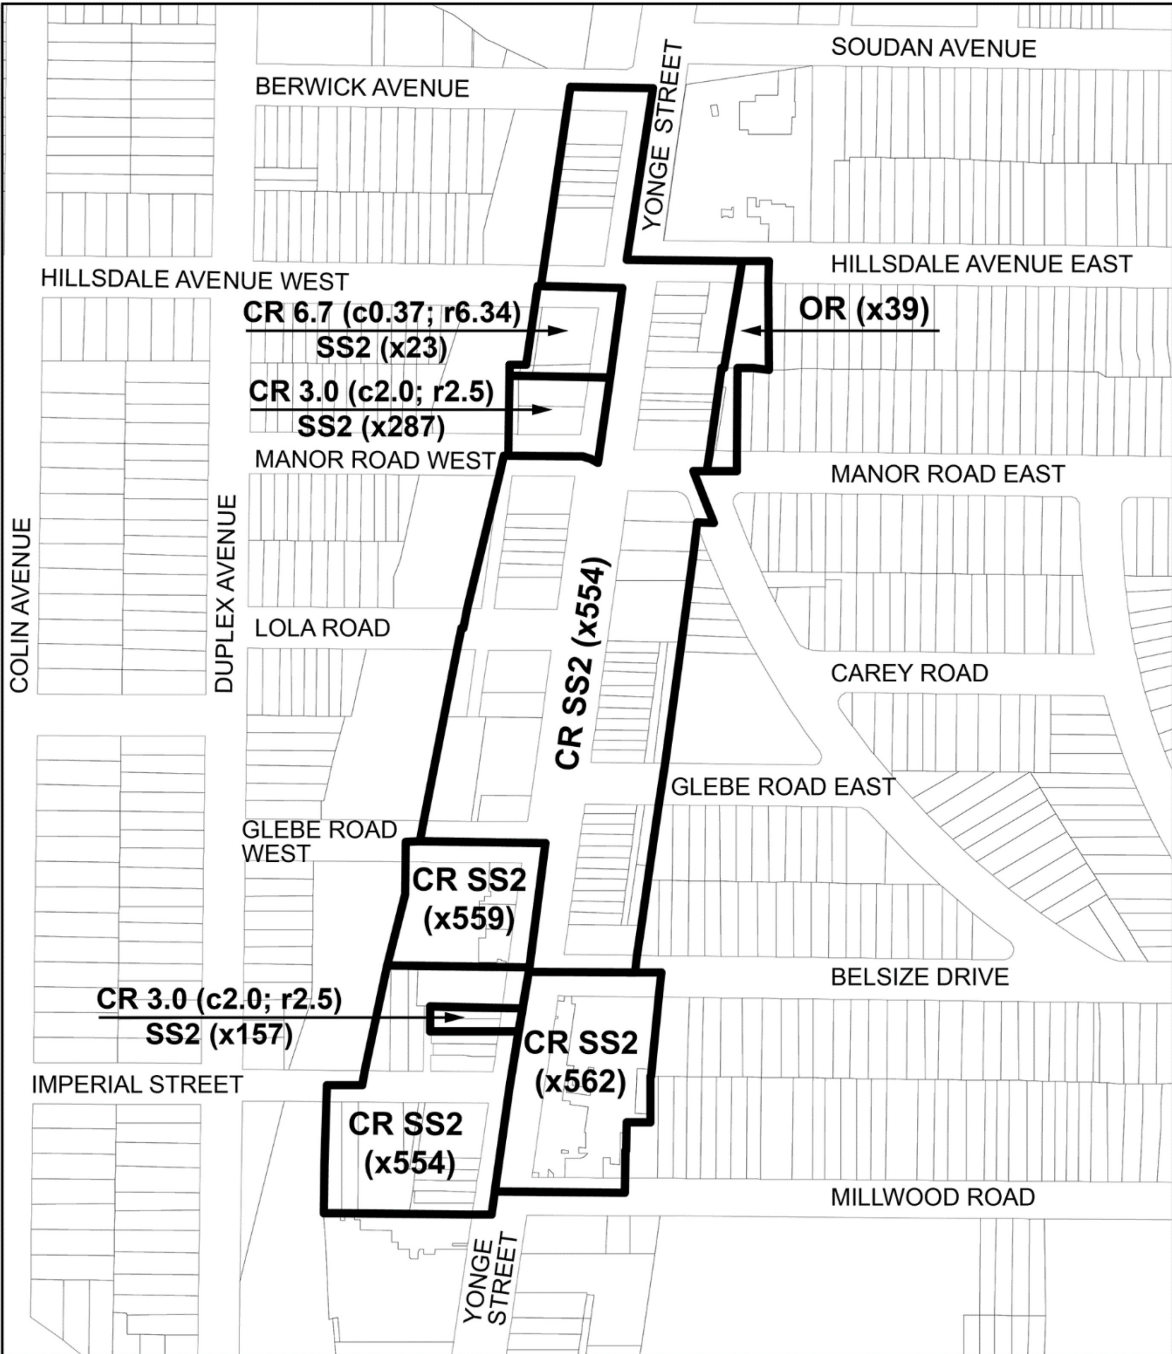 SOUDAN AVENUE
BERWICK AVENUE
YONGE STREET
HILLSDALE AVENUE EAST
HILLSDALE AVENUE WEST
CR 6.7 (c0.37; r6.34)
SS2 (x23)
OR (x39)
CR 3.0 (c2.0; r2.5)
SS2 (x287)
MANOR ROAD WEST
MANOR ROAD EAST
COLIN AVENUE
DUPLEX AVENUE
CR SS2 (x554)
LOLA ROAD
CAREY ROAD
GLEBE ROAD EAST
GLEBE ROAD
WEST
CR SS2
(x559)
BELSIZE DRIVE
CR 3.0 (c2.0; r2.5)
SS2 (x157)
CR SS2
(x562)
IMPERIAL STREET
CR SS2
(x554)
MILLWOOD ROAD
YONGE
STREET